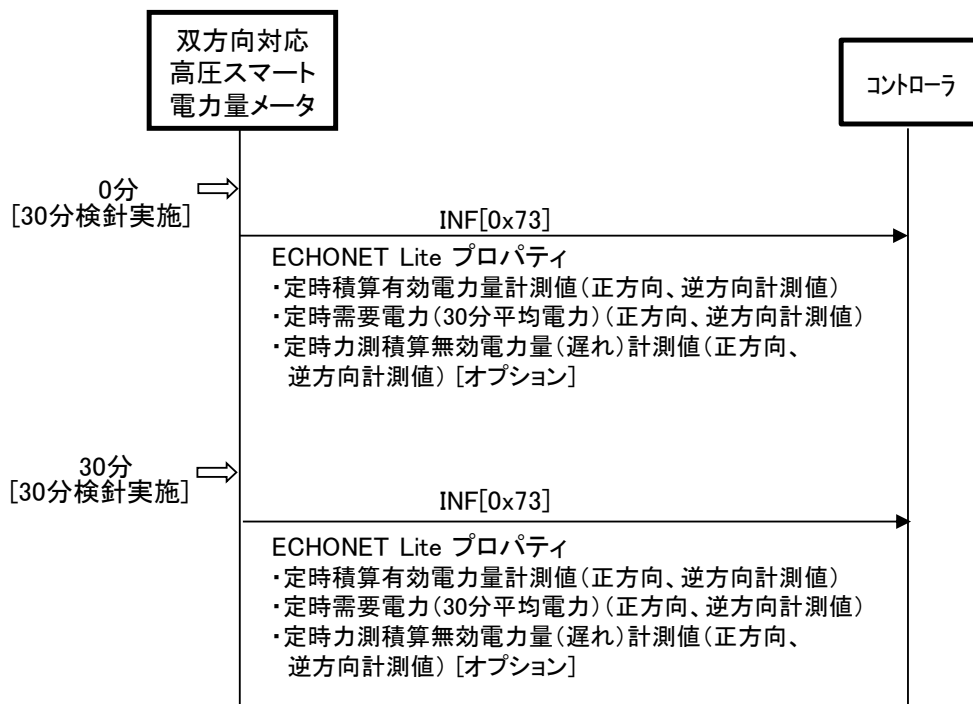 双方向対応
高圧スマート
電力量メータ
コントローラ
0分
[30分検針実施]
INF[0x73]
ECHONET Lite プロパティ
・定時積算有効電力量計測値(正方向、逆方向計測値)
・定時需要電力(30分平均電力)(正方向、逆方向計測値)
・定時力測積算無効電力量(遅れ)計測値(正方向、
逆方向計測値) [オプション]
30分
[30分検針実施]
INF[0x73]
ECHONET Lite プロパティ
・定時積算有効電力量計測値(正方向、逆方向計測値)
・定時需要電力(30分平均電力)(正方向、逆方向計測値)
・定時力測積算無効電力量(遅れ)計測値(正方向、
逆方向計測値) [オプション]